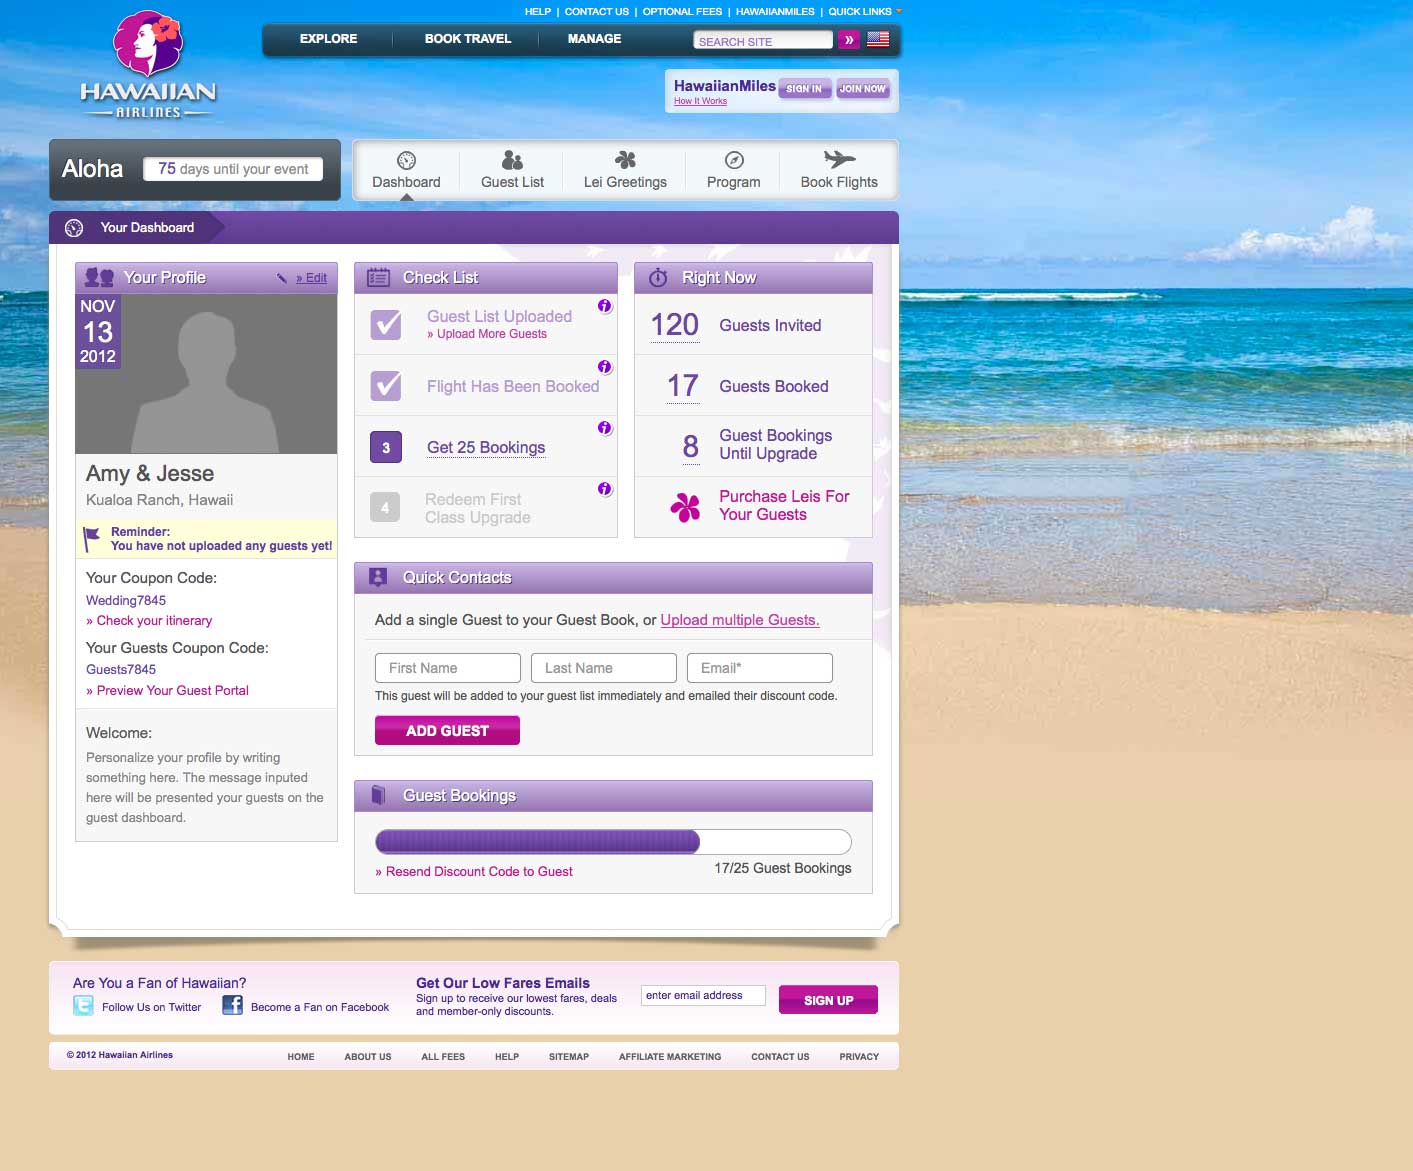 HELP | CONTACT US | OPTIONAL FEES | HAWAIIANMILES | QUICK LINKS
HAWAIIAN
AIRLINES
EXPLORE
BOOK TRAVEL
MANAGE
SEARCH SITE
»
HawaiianMiles
How It Works
SIGN IN
JOIN NOW
Aloha
75 days until your event
Dashboard
Guest List
Lei Greetings
Program
Book Flights
Your Dashboard
Your Profile
» Edit
NOV
13
2012
Amy & Jesse
Kualoa Ranch, Hawaii
Reminder:
You have not uploaded any guests yet!
Your Coupon Code:
Wedding7845
» Check your itinerary
Your Guests Coupon Code:
Guests7845
» Preview Your Guest Portal
Welcome:
Personalize your profile by writing
something here. The message inputed
here will be presented your guests on the
guest dashboard.
Check List
Guest List Uploaded
» Upload More Guests
i
Flight Has Been Booked
i
3
Get 25 Bookings
i
4
Redeem First
Class Upgrade
i
Right Now
120 Guests Invited
17 Guests Booked
8
Guest Bookings
Until Upgrade
Purchase Leis For
Your Guests
Quick Contacts
Add a single Guest to your Guest Book, or Upload multiple Guests.
First Name
Last Name
Email*
This guest will be added to your guest list immediately and emailed their discount code.
ADD GUEST
Guest Bookings
» Resend Discount Code to Guest
17/25 Guest Bookings
Are You a Fan of Hawaiian?
Follow Us on Twitter
Become a Fan on Facebook
Get Our Low Fares Emails
Sign up to receive our lowest fares, deals
and member-only discounts.
enter email address
SIGN UP
© 2012 Hawaiian Airlines
HOME
ABOUT US
ALL FEES
HELP
SITEMAP
AFFILIATE MARKETING
CONTACT US
PRIVACY